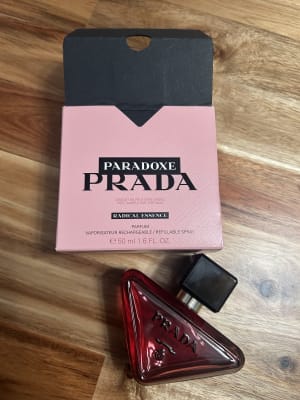 PARADOXE
PRADA
RADICAL ESSENCE
PARFUM
VAPORISATEUR RECHARGEABLE / REFILLABLE SPRAY
e 50 ml 1.6 FL. OZ.
PRADA